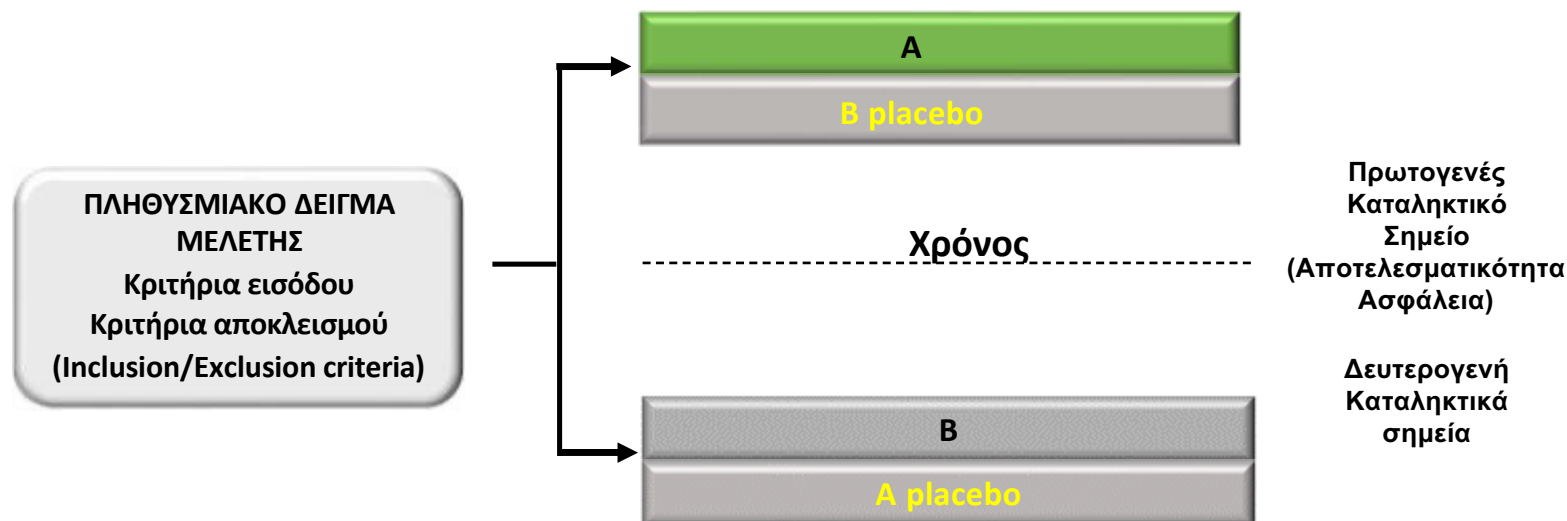 A
B placebo
ΠΛΗΘΥΣΜΙΑΚΟ ΔΕΙΓΜΑ
ΜΕΛΕΤΗΣ
Κριτήρια εισόδου
Κριτήρια αποκλεισμού
(Inclusion/Exclusion criteria)
Χρόνος
Πρωτογενές
Καταληκτικό
Σημείο
(Αποτελεσματικότητα
Ασφάλεια)
Δευτερογενή
Καταληκτικά
σημεία
B
A placebo